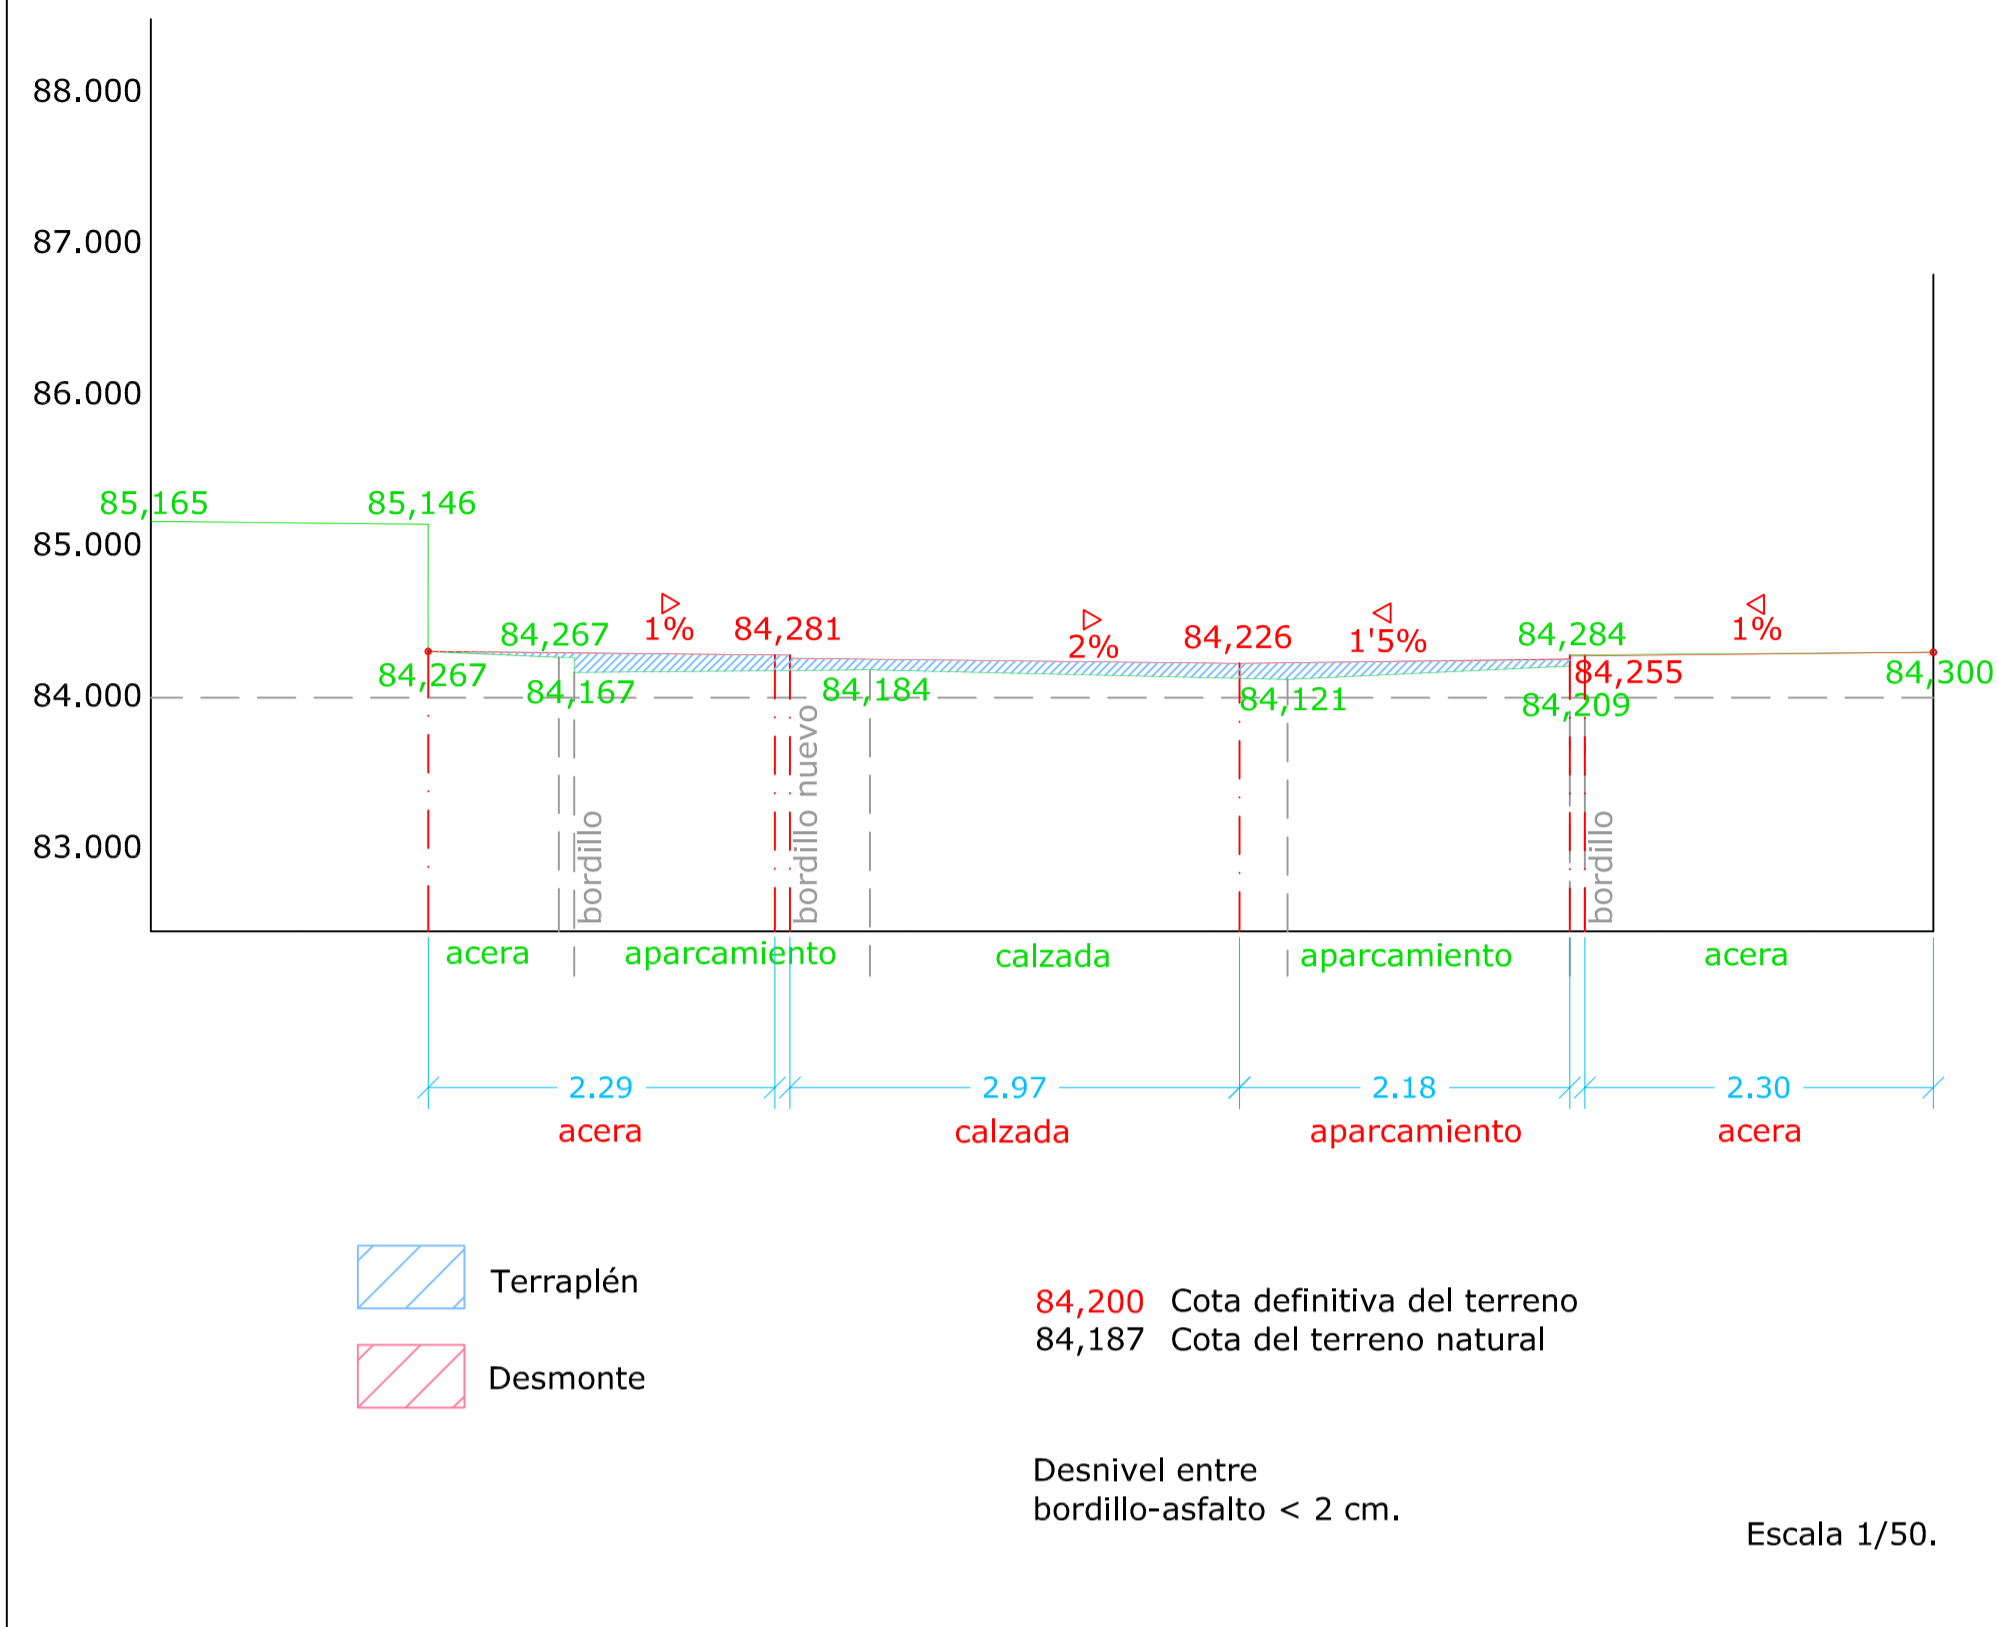 88.000
87.000
86.000
85,165 85,146
85.000
84,267 1% 84,281 2% 84,226 1'5% 84,284 1%
84,267 84,167 84,184 84,121 84,255 84,209 84,300
84.000
bordillo
bordillo nuevo
bordillo
83.000
acera aparcamiento calzada aparcamiento acera
2.29 2.97 2.18 2.30
acera calzada aparcamiento acera
Terraplén
Desmonte
84,200 Cota definitiva del terreno
84,187 Cota del terreno natural
Desnivel entre
bordillo-asfalto < 2 cm.
Escala 1/50.